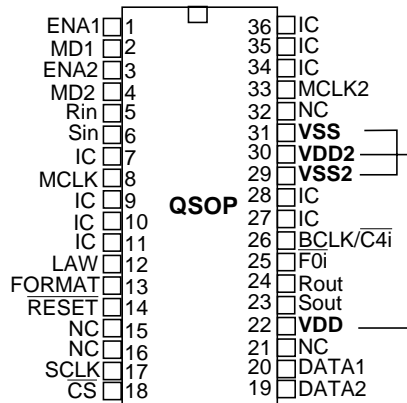 ENA1 1 36 IC
MD1 2 35 IC
ENA2 3 34 IC
MD2 4 33 MCLK2
Rin 5 32 NC
Sin 6 31 VSS
IC 7 30 VDD2
MCLK 8 29 VSS2
IC 9 28 IC
IC 10 27 IC
IC 11 26 BCLK/C4i
LAW 12 25 F0i
FORMAT 13 24 Rout
RESET 14 23 Sout
NC 15 22 VDD
NC 16 21 NC
SCLK 17 20 DATA1
CS 18 19 DATA2
QSOP